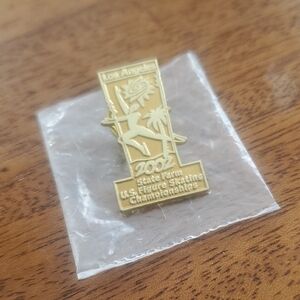 Los Angeles
2002
State Farm
U.S. Figure Skating
Championships